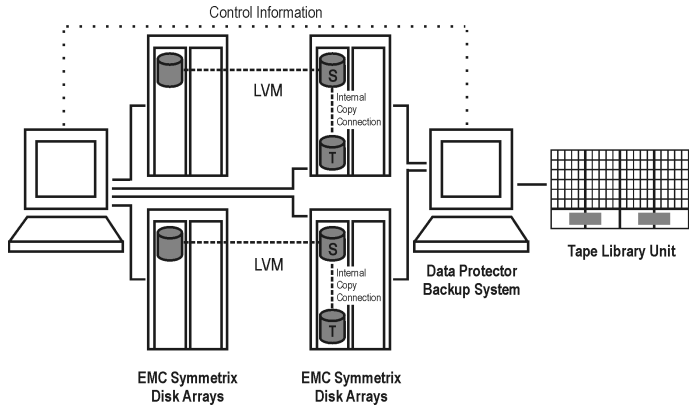 Control Information
S
LVM
Internal
Copy
Connection
T
S
LVM
Internal
Copy
Connection
T
Tape Library Unit
Data Protector
Backup System
EMC Symmetrix
Disk Arrays
EMC Symmetrix
Disk Arrays